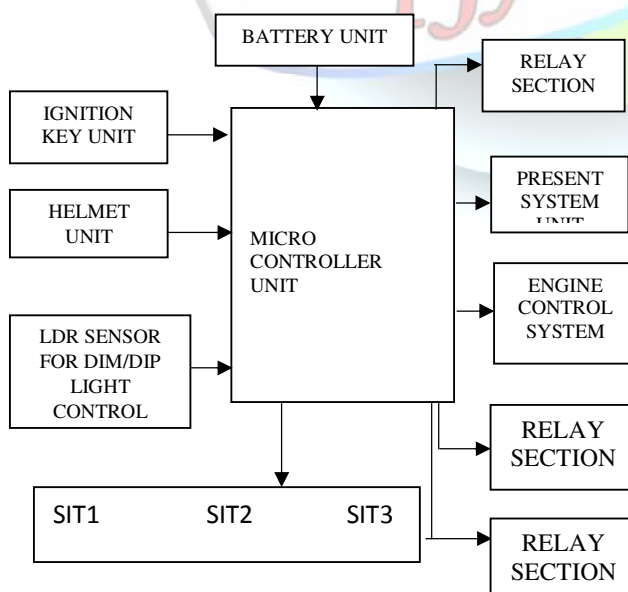 BATTERY UNIT
RELAY
SECTION
IGNITION
KEY UNIT
PRESENT
SYSTEM
UNIT
HELMET
UNIT
MICRO
CONTROLLER
UNIT
ENGINE
CONTROL
SYSTEM
LDR SENSOR
FOR DIM/DIP
LIGHT
CONTROL
RELAY
SECTION
SIT1 SIT2 SIT3
RELAY
SECTION